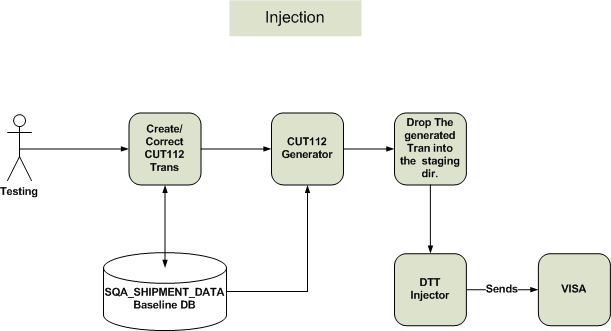 Injection
Create/
Correct
CUT112
Trans
CUT112
Generator
Drop The
generated
Tran into
the staging
dir.
Testing
SQA_SHIPMENT_DATA
Baseline DB
DTT
Injector
Sends
VISA